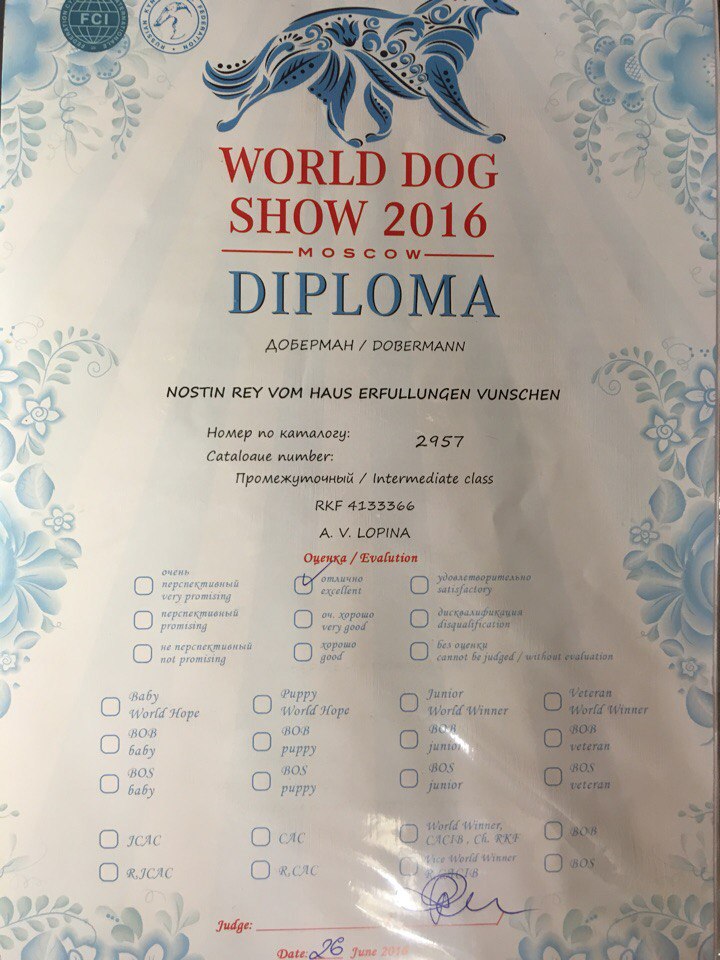 FCI
RUSSIAN
FEDERATION
WORLD DOG
SHOW 2016
MOSCOW
DIPLOMA
ДОБЕРМАН / DOBERMANN
NOSTIN REY VOM HAUS ERFULLUNGEN VUNSCHEN
Номер по каталогу:
Catalogue number:
2957
Промежуточный / Intermediate class
RKF 4133366
A. V. LOPINA
Оценка / Evalution
очень
перспективный
very promising
отлично
excellent
удовлетворительно
satisfactory
перспективный
promising
оч. хорошо
very good
дисквалификация
disqualification
не перспективный
not promising
хорошо
good
без оценки
cannot be judged / without evaluation
Baby
World Hope
Puppy
World Hope
Junior
World Winner
Veteran
World Winner
BOB
baby
BOB
puppy
BOB
junior
BOB
veteran
BOS
baby
BOS
puppy
BOS
junior
BOS
veteran
JCAC
CAC
World Winner,
CACIB, Ch. RKF
BOB
R.JCAC
R.CAC
Vice World Winner
R.CACIB
BOS
Judge:
Date: 26 June 2016